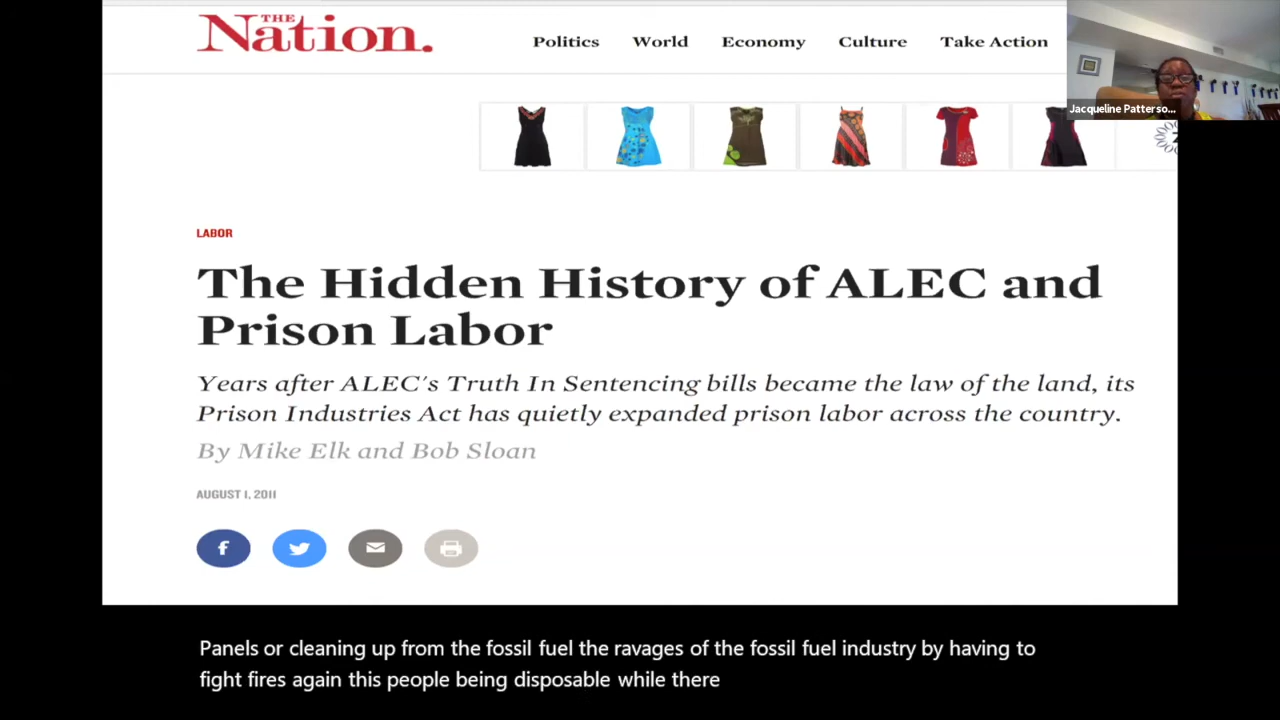 THE
Nation.
Politics World Economy Culture Take Action
Jacqueline Patterso...
LABOR
The Hidden History of ALEC and
Prison Labor
Years after ALEC's Truth In Sentencing bills became the law of the land, its
Prison Industries Act has quietly expanded prison labor across the country.
By Mike Elk and Bob Sloan
AUGUST 1, 2011
Panels or cleaning up from the fossil fuel the ravages of the fossil fuel industry by having to
fight fires again this people being disposable while there